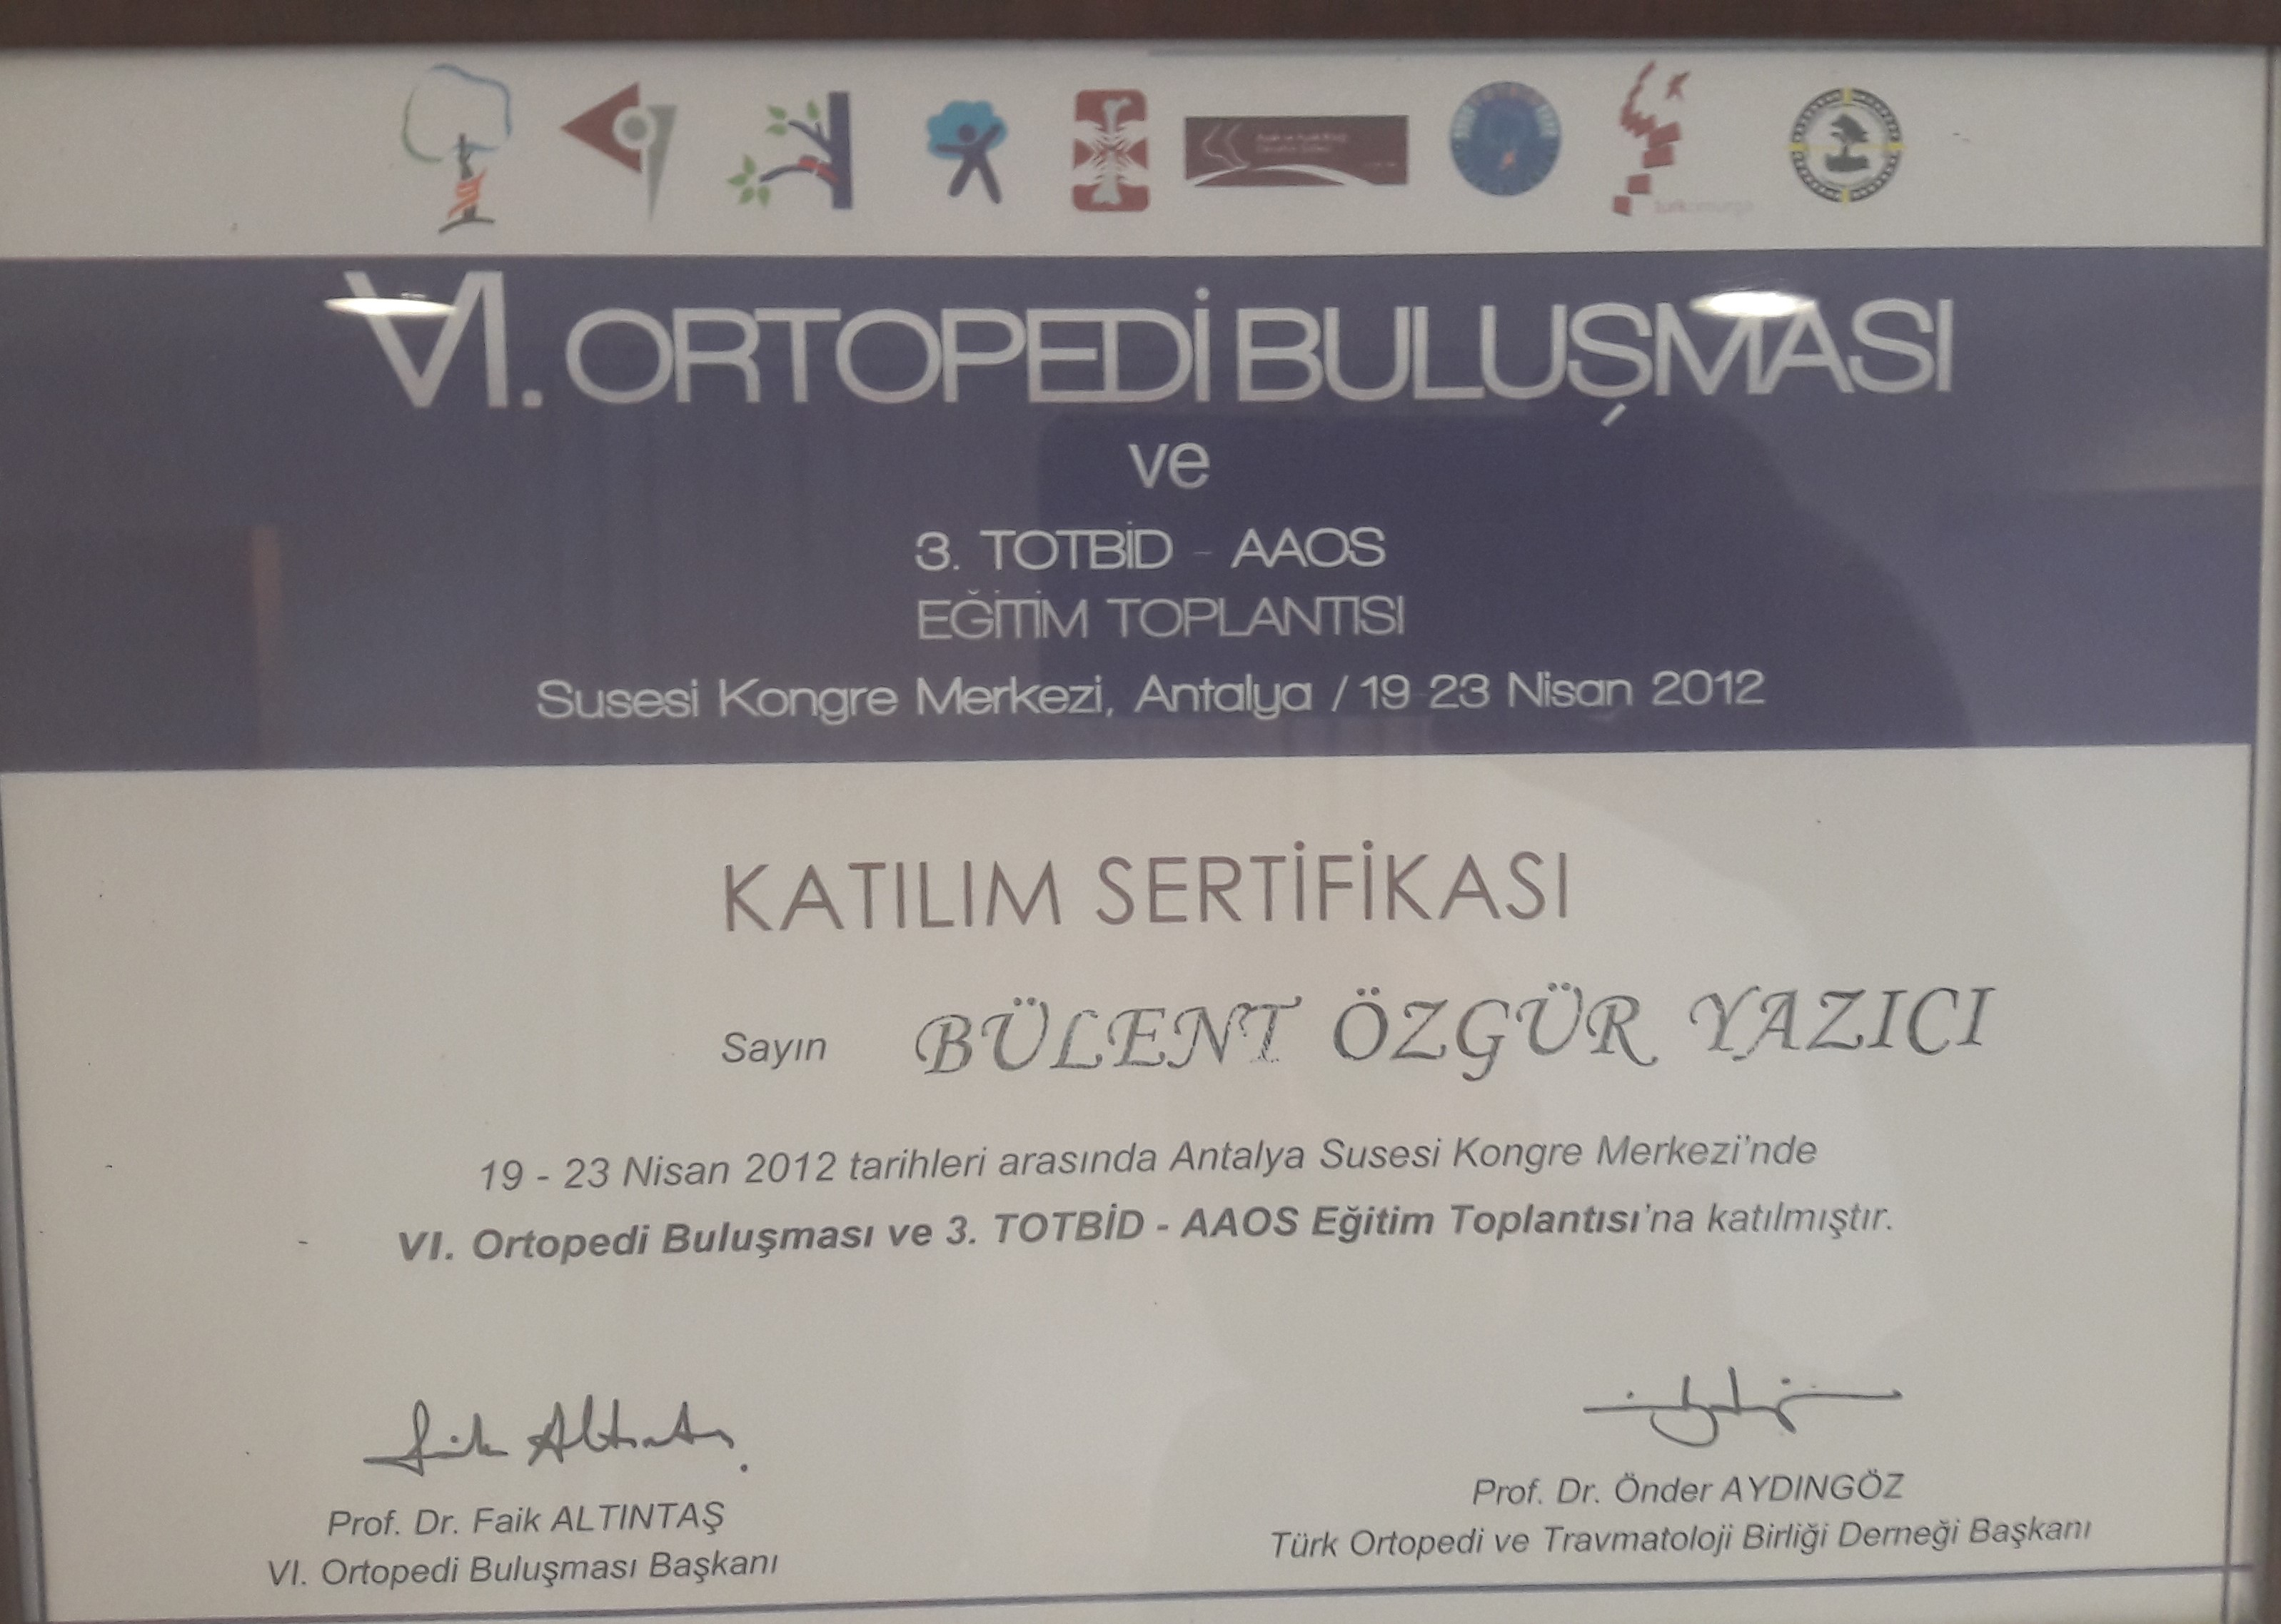 VI. ORTOPEDİ BULUŞMASI
ve
3. TOTBİD - AAOS
EĞİTİM TOPLANTISI
Susesi Kongre Merkezi, Antalya / 19 23 Nisan 2012
KATILIM SERTİFİKASI
Sayın BÜLENT ÖZGÜR YAZICI
19 - 23 Nisan 2012 tarihleri arasında Antalya Susesi Kongre Merkezi'nde
VI. Ortopedi Buluşması ve 3. TOTBİD - AAOS Eğitim Toplantısı'na katılmıştır.
Faik Altıntaş
Prof. Dr. Faik ALTINTAŞ
VI. Ortopedi Buluşması Başkanı
Prof. Dr. Önder AYDINGÖZ
Türk Ortopedi ve Travmatoloji Birliği Derneği Başkanı